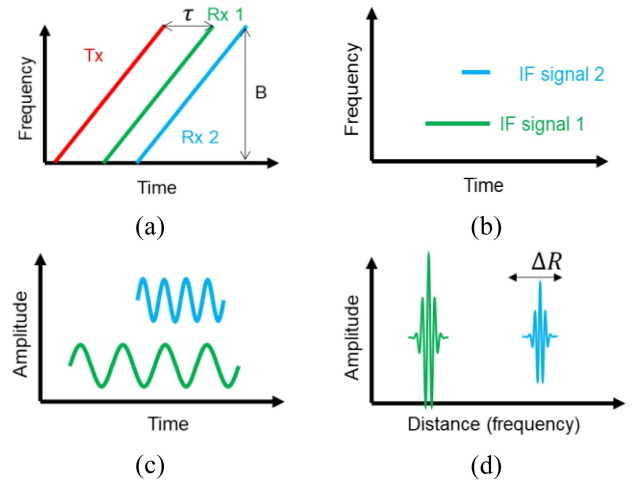 τ
Rx 1
Tx
Frequency
B
Rx 2
Time
(a)
Frequency
IF signal 2
IF signal 1
Time
(b)
Amplitude
Time
(c)
ΔR
Amplitude
Distance (frequency)
(d)